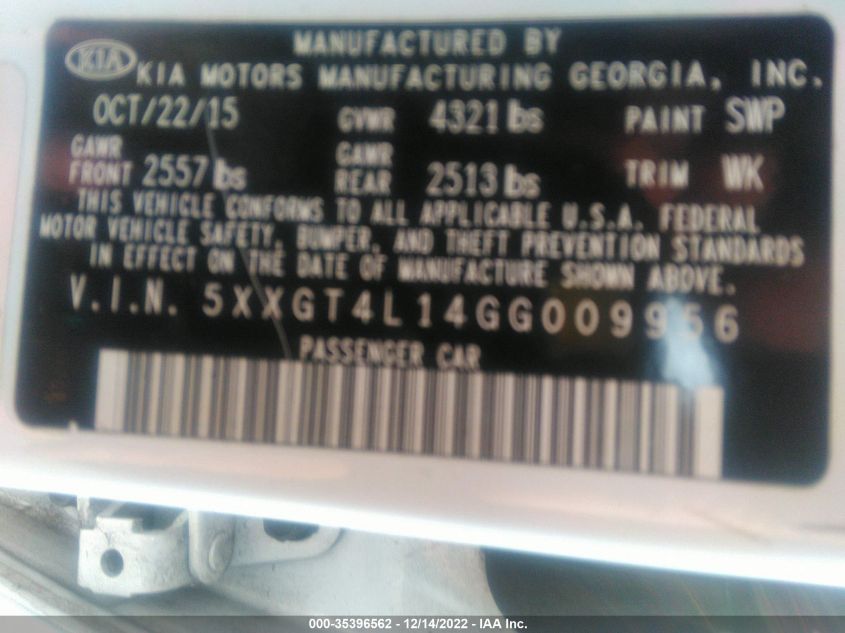 KIA
MANUFACTURED BY
KIA MOTORS MANUFACTURING GEORGIA, INC.
OCT/22/15 GVWR 4321 lbs PAINT SWP
GAWR FRONT 2557 lbs GAWR REAR 2513 lbs TRIM WK
THIS VEHICLE CONFORMS TO ALL APPLICABLE U.S.A. FEDERAL
MOTOR VEHICLE SAFETY, BUMPER, AND THEFT PREVENTION STANDARDS
IN EFFECT ON THE DATE OF MANUFACTURE SHOWN ABOVE.
V.I.N. 5XXGT4L14GG009956
PASSENGER CAR
000-35396562 - 12/14/2022 - IAA Inc.